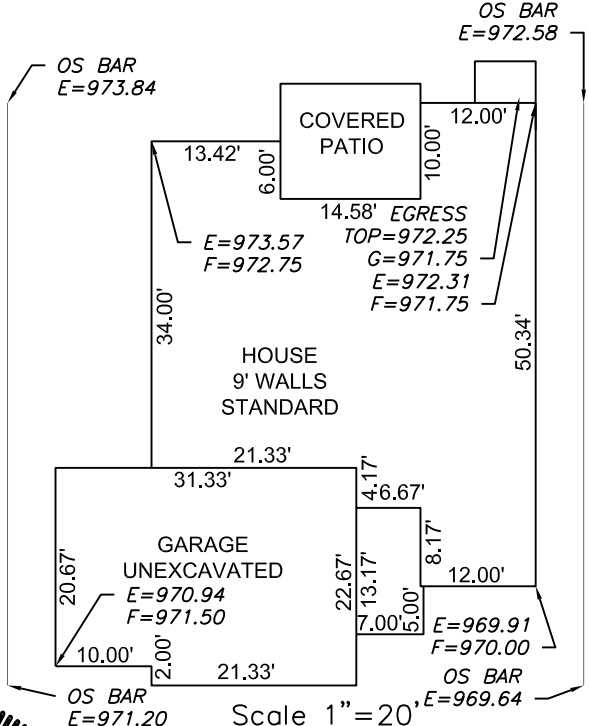 OS BAR
E=972.58
OS BAR
E=973.84
COVERED
PATIO
12.00'
13.42'
6.00'
10.00'
14.58'
EGRESS
TOP=972.25
G=971.75
E=972.31
F=971.75
E=973.57
F=972.75
34.00'
50.34'
HOUSE
9' WALLS
STANDARD
21.33'
31.33'
4.17'
46.67'
GARAGE
UNEXCAVATED
E=970.94
F=971.50
20.67'
22.67'
13.17'
8.17'
12.00'
7.00'
5.00'
E=969.91
F=970.00
10.00'
2.00'
21.33'
OS BAR
E=969.64
OS BAR
E=971.20
Scale 1"=20'